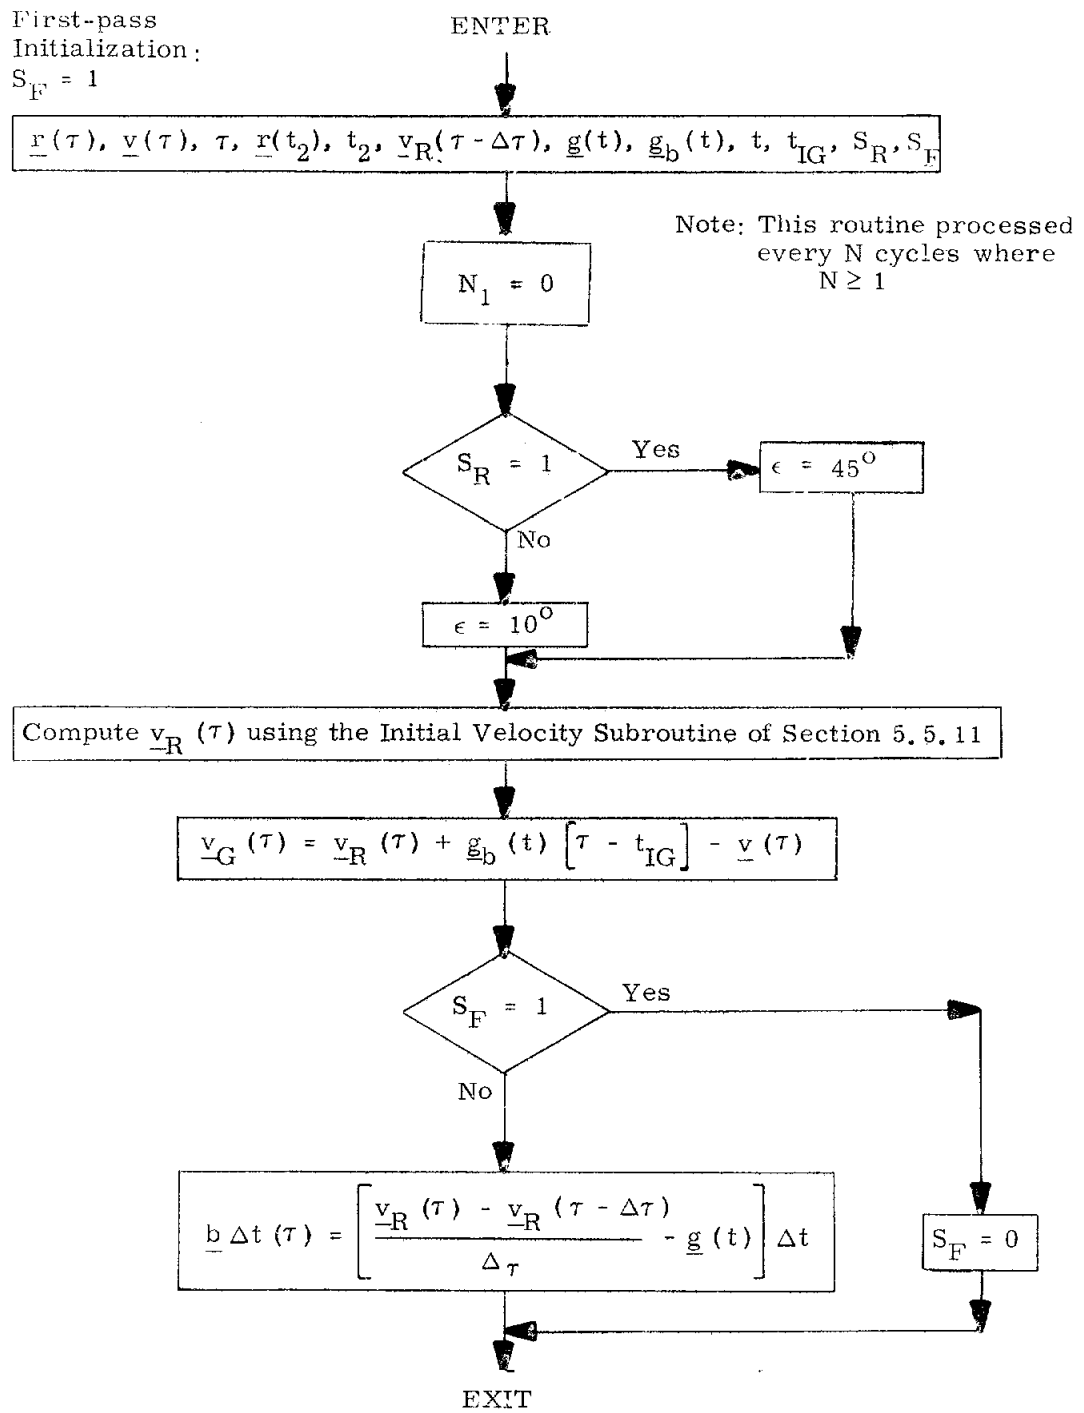 First-pass
Initialization:
S_F = 1
ENTER
r(τ), v(τ), τ, r(t_2), t_2, v_R(τ - Δτ), g(t), g_b(t), t, t_IG, S_R, S_F
Note: This routine processed
every N cycles where
N ≥ 1
N_1 = 0
S_R = 1
Yes
ϵ = 45°
No
ϵ = 10°
Compute v_R (τ) using the Initial Velocity Subroutine of Section 5.5.11
v_G (τ) = v_R (τ) + g_b (t) [τ - t_IG] - v (τ)
S_F = 1
Yes
No
b Δt (τ) = [ (v_R (τ) - v_R (τ - Δτ)) / Δτ - g (t) ] Δt
S_F = 0
EXIT